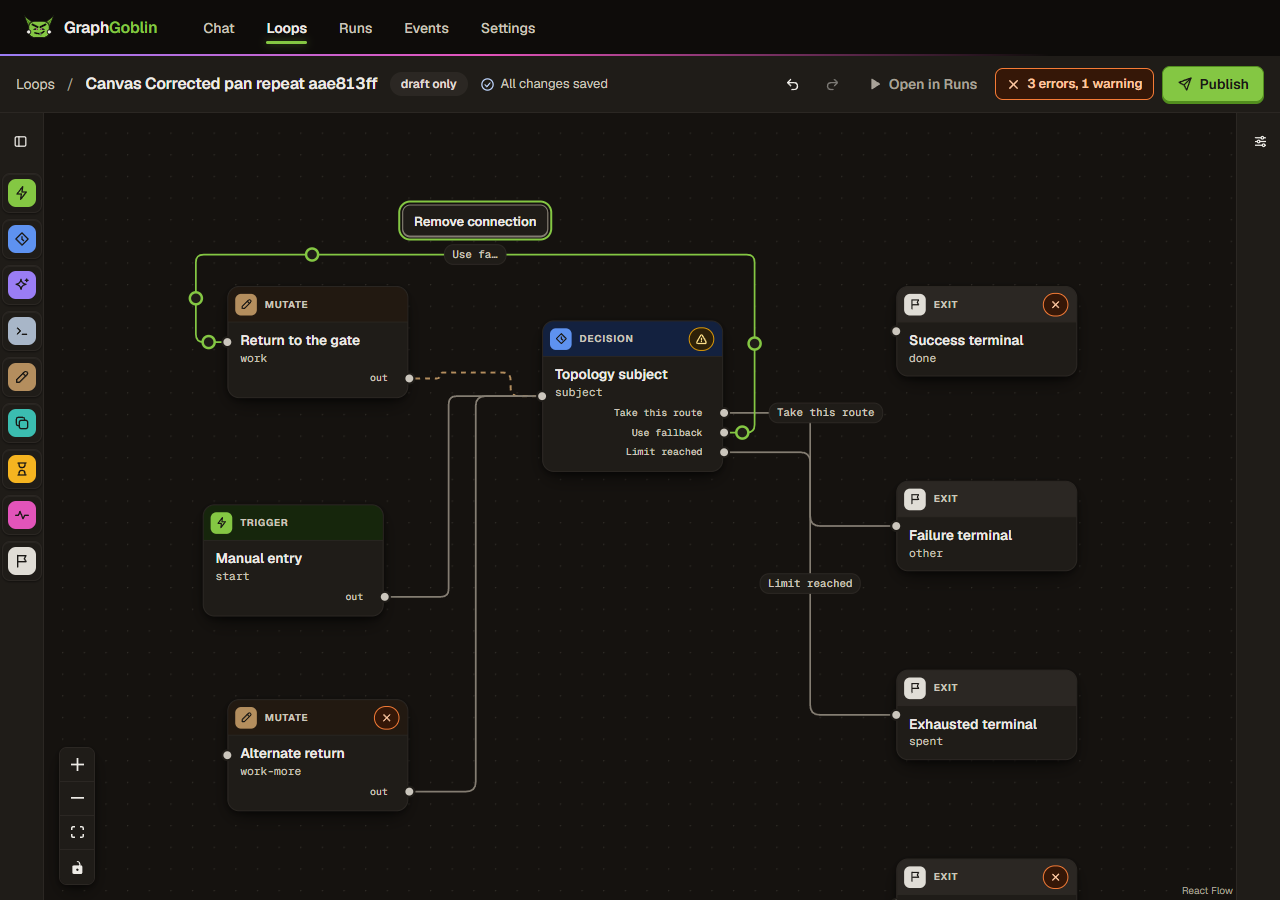 GraphGoblin
Chat
Loops
Runs
Events
Settings
Loops / Canvas Corrected pan repeat aae813ff
draft only
All changes saved
Open in Runs
3 errors, 1 warning
Publish
Remove connection
Use fa…
MUTATE
Return to the gate
work
out
DECISION
Topology subject
subject
Take this route
Use fallback
Limit reached
Take this route
Limit reached
EXIT
Success terminal
done
EXIT
Failure terminal
other
TRIGGER
Manual entry
start
out
EXIT
Exhausted terminal
spent
MUTATE
Alternate return
work-more
out
EXIT
React Flow